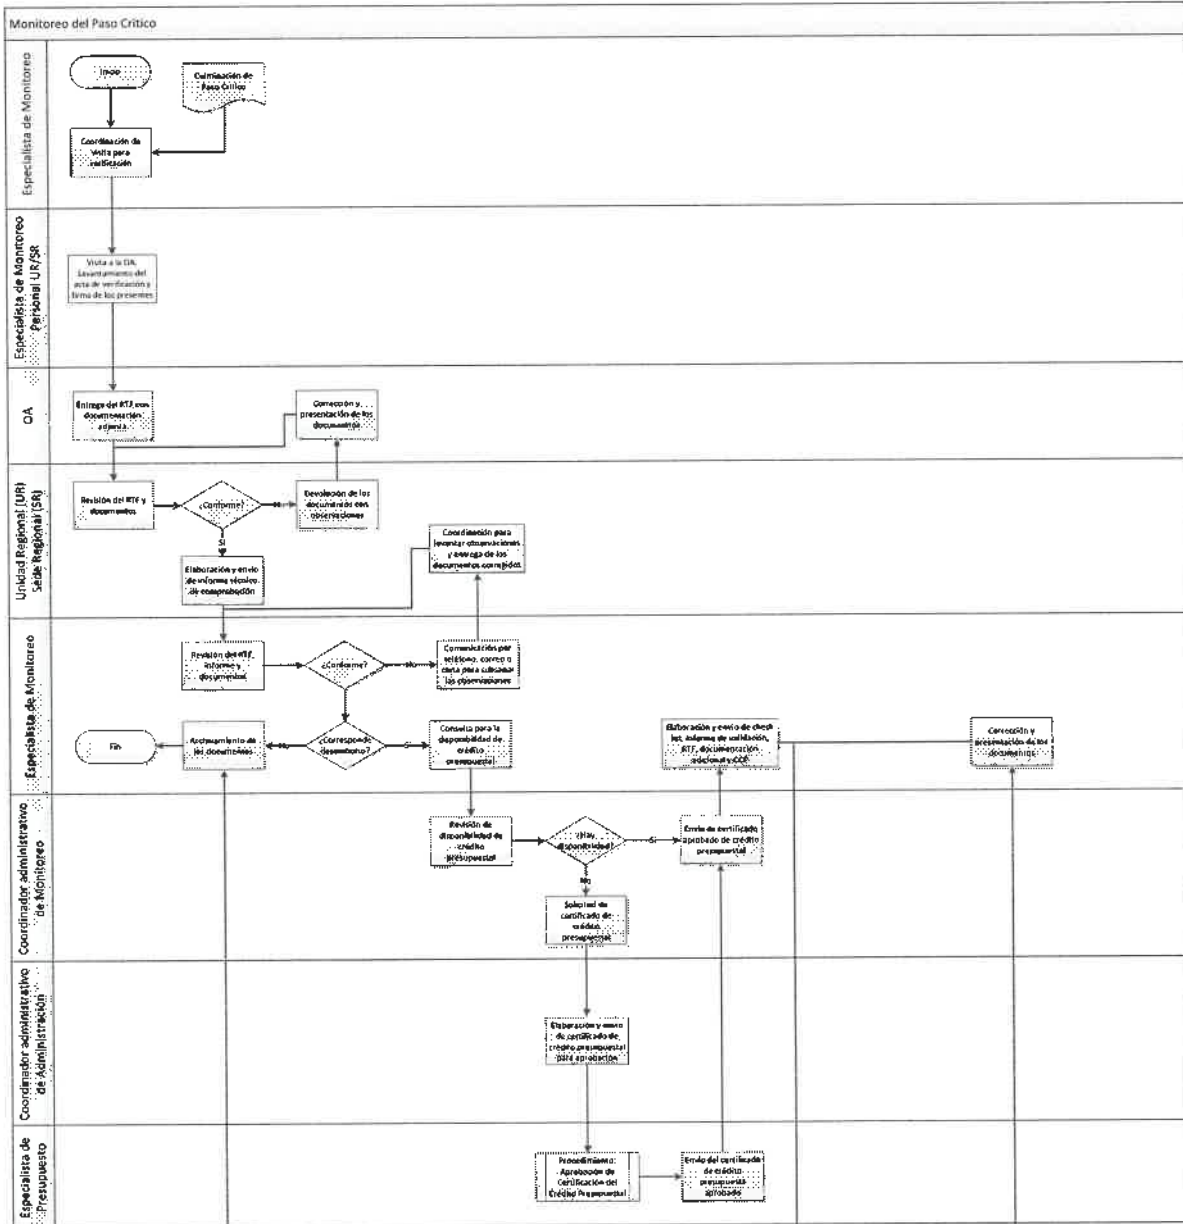 Monitoreo del Paso Crítico
Especialista de Monitoreo
Inicio
Culminación de
Paso Crítico
Coordinación de
Visita para
verificación
Especialista de Monitoreo
Personal UR/SR
Visita a la OA,
Levantamiento del
acta de verificación y
firma de los presentes
OA
Entrega del RTF con
documentación
adjunta
Corrección y
presentación de los
documentos
Unidad Regional (UR)
Sede Regional (SR)
Revisión del RTF y
documentos
¿Conforme?
No
Devolución de los
documentos con
observaciones
Si
Elaboración y envío
de informe técnico
de comprobación
Coordinación para
levantar observaciones
y entrega de los
documentos corregidos
Especialista de Monitoreo
Revisión del RTF,
informe y
documentos
¿Conforme?
No
Comunicación por
teléfono, correo o
carta para subsanar
las observaciones
Fin
Archivamiento de
los documentos
No
¿Corresponde
desembolso?
Si
Consulta para la
disponibilidad de
crédito
presupuestal
Elaboración y envío de check
list, informe de validación,
RTF, documentación
adicional y CCP
Corrección y
presentación de los
documentos
Coordinador administrativo
de Monitoreo
Revisión de
disponibilidad de
crédito
presupuestal
¿Hay
disponibilidad?
Si
Envío de certificado
aprobado de crédito
presupuestal
No
Solicitud de
certificado de
crédito
presupuestal
Coordinador administrativo
de Administración
Elaboración y envío
de certificado de
crédito presupuestal
para aprobación
Especialista de
Presupuesto
Procedimiento:
Aprobación de
Certificación del
Crédito Presupuestal
Envío del certificado
de crédito
presupuesta
aprobado